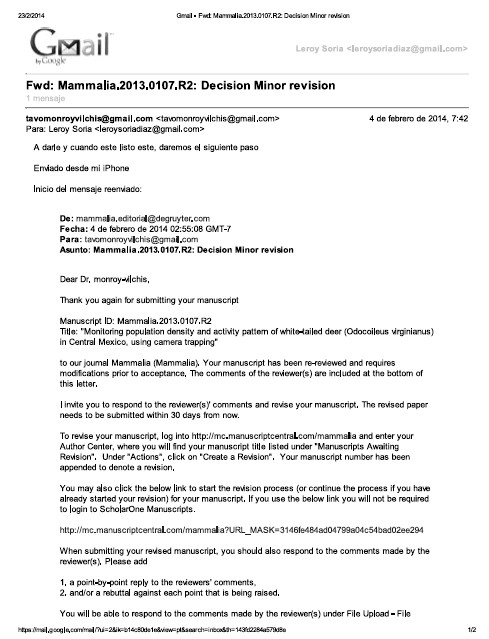 23/2/2014 Gmail - Fwd: Mammalia.2013.0107.R2: Decision Minor revision
Gmail
by Google
Leroy Soria <leroysoriadiaz@gmail.com>
Fwd: Mammalia.2013.0107.R2: Decision Minor revision
1 mensaje
tavomonroyvilchis@gmail.com <tavomonroyvilchis@gmail.com> 4 de febrero de 2014, 7:42
Para: Leroy Soria <leroysoriadiaz@gmail.com>
A darle y cuando este listo este, daremos el siguiente paso
Enviado desde mi iPhone
Inicio del mensaje reenviado:
De: mammalia.editorial@degruyter.com
Fecha: 4 de febrero de 2014 02:55:08 GMT-7
Para: tavomonroyvilchis@gmail.com
Asunto: Mammalia.2013.0107.R2: Decision Minor revision
Dear Dr. monroy-vilchis,
Thank you again for submitting your manuscript
Manuscript ID: Mammalia.2013.0107.R2
Title: "Monitoring population density and activity pattern of white-tailed deer (Odocoileus virginianus)
in Central Mexico, using camera trapping"
to our journal Mammalia (Mammalia). Your manuscript has been re-reviewed and requires
modifications prior to acceptance. The comments of the reviewer(s) are included at the bottom of
this letter.
I invite you to respond to the reviewer(s)' comments and revise your manuscript. The revised paper
needs to be submitted within 30 days from now.
To revise your manuscript, log into http://mc.manuscriptcentral.com/mammalia and enter your
Author Center, where you will find your manuscript title listed under "Manuscripts Awaiting
Revision". Under "Actions", click on "Create a Revision". Your manuscript number has been
appended to denote a revision.
You may also click the below link to start the revision process (or continue the process if you have
already started your revision) for your manuscript. If you use the below link you will not be required
to login to ScholarOne Manuscripts.
http://mc.manuscriptcentral.com/mammalia?URL_MASK=3146fe484ad04799a04c54bad02ee294
When submitting your revised manuscript, you should also respond to the comments made by the
reviewer(s). Please add
1. a point-by-point reply to the reviewers' comments,
2. and/or a rebuttal against each point that is being raised.
You will be able to respond to the comments made by the reviewer(s) under File Upload - File
https://mail.google.com/mail/?ui=2&ik=b14c80de1e&view=pt&search=inbox&th=143fd2284a579d8s 1/2